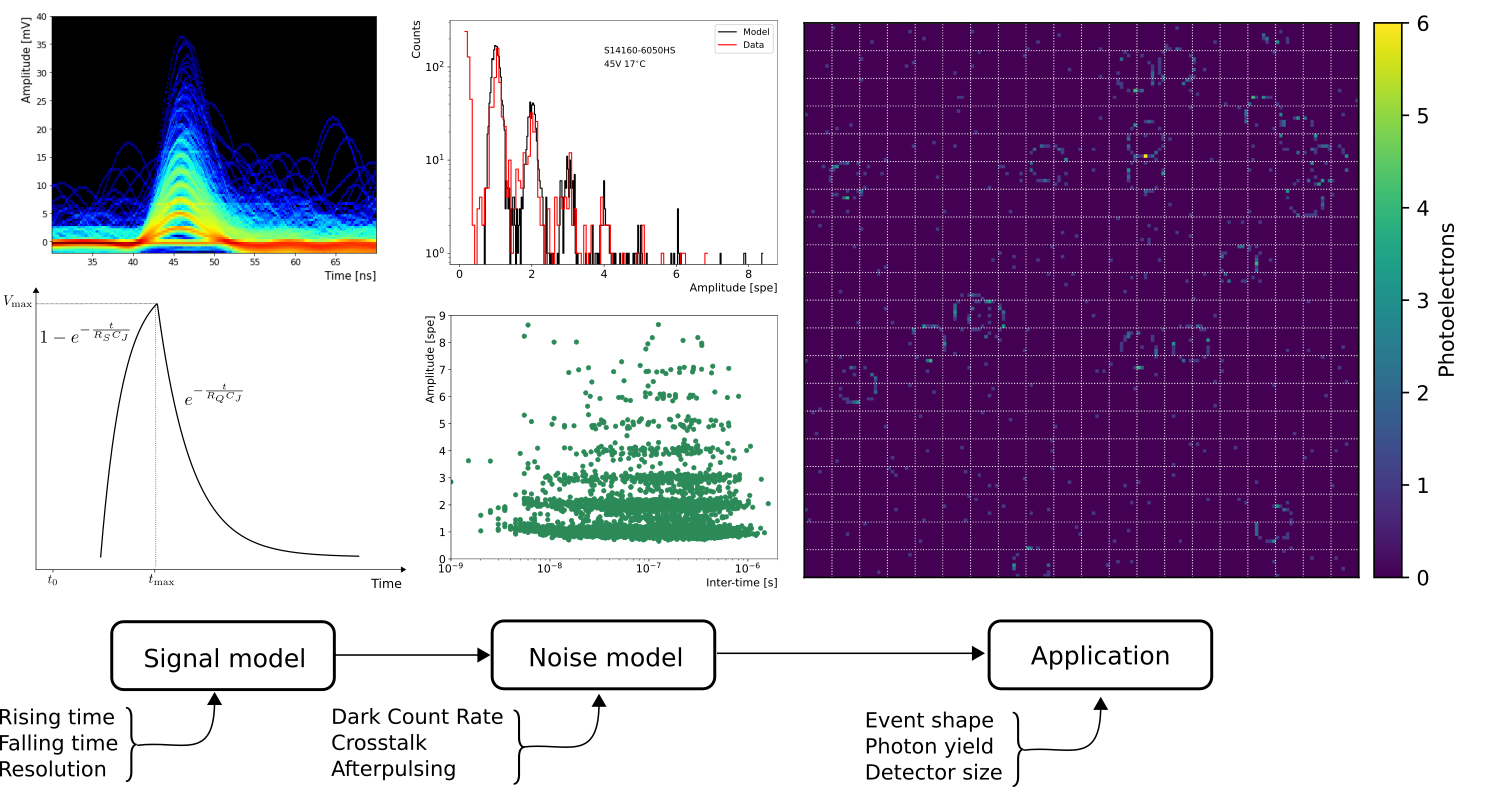 Amplitude [mV]
40
35
30
25
20
15
10
5
0
35 40 45 50 55 60 65
Time [ns]
Counts
10²
10¹
10⁰
Model
Data
S14160-6050HS
45V 17°C
0 2 4 6 8
Amplitude [spe]
V_max
1 − e^{−t/(R_S C_J)}
e^{−t/(R_Q C_J)}
t_0 t_max
Time
Amplitude [spe]
9
8
7
6
5
4
3
2
1
0
10⁻⁹ 10⁻⁸ 10⁻⁷ 10⁻⁶
Inter-time [s]
6
5
4
3
2
1
0
Photoelectrons
Signal model
Noise model
Application
Rising time
Falling time
Resolution
Dark Count Rate
Crosstalk
Afterpulsing
Event shape
Photon yield
Detector size